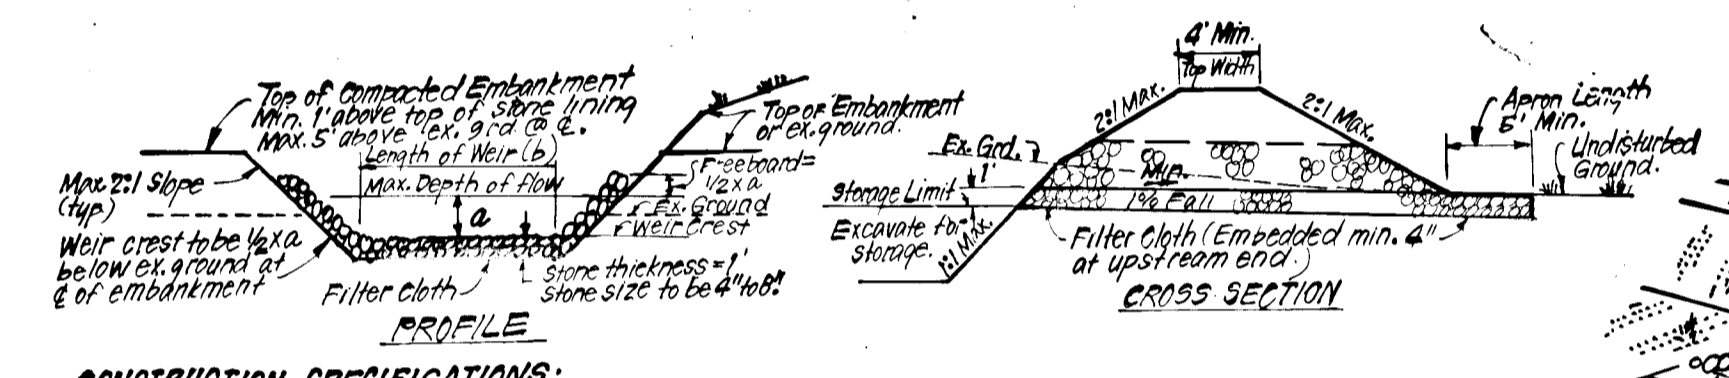 Top of Compacted Embankment
Min. 1' above top of stone lining
Max. 5' above ex. grd. @ ℄.
Length of Weir (b)
Max. Depth of flow
Max 2:1 Slope
(typ.)
Weir crest to be 1/2 x a
below ex. ground at
℄ of embankment
Filter Cloth
a
Top of Embankment
or ex. ground.
Freeboard=
1/2 x a
Ex. Ground
Weir Crest
Stone thickness = 1'
Stone size to be 4" to 8"
PROFILE
4' Min.
Top Width
2:1 Max.
2:1 Max.
Apron Length
5' Min.
Undisturbed
Ground.
Ex. Grd.
1'
Storage Limit
Excavate for
storage.
1:1 Max.
1% Fall
Filter Cloth (Embedded min. 4"
at upstream end.)
CROSS SECTION
CONSTRUCTION SPECIFICATIONS: